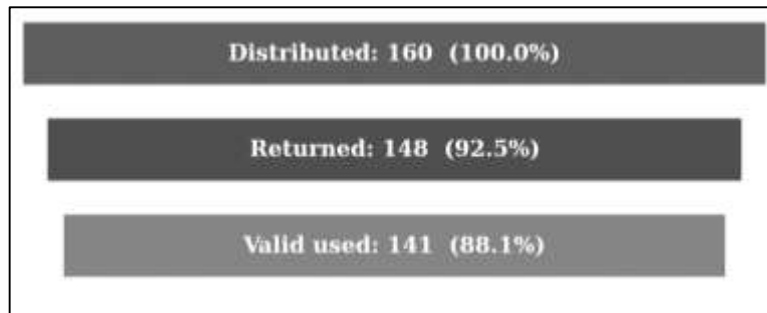 Distributed: 160 (100.0%)
Returned: 148 (92.5%)
Valid used: 141 (88.1%)